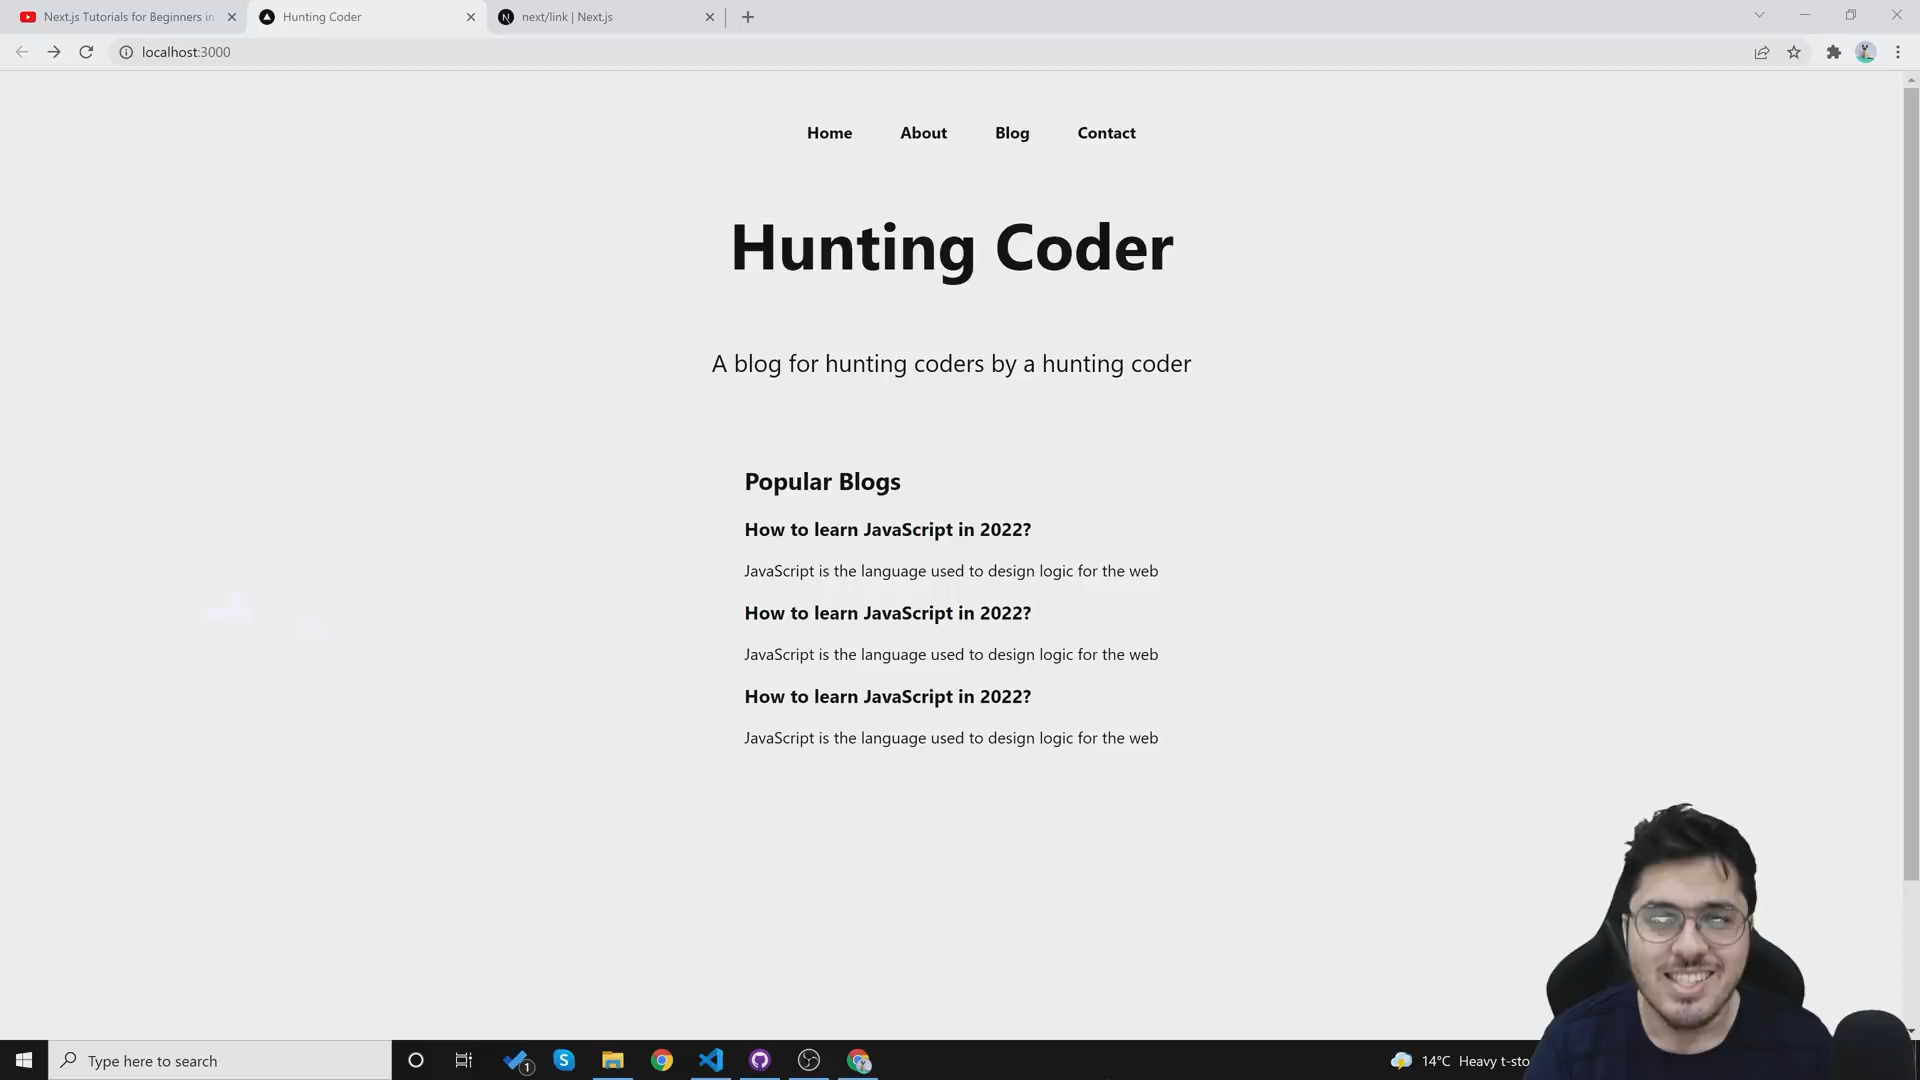 Next.js Tutorials for Beginners in
Hunting Coder
next/link | Next.js
localhost:3000
Home About Blog Contact
Hunting Coder
A blog for hunting coders by a hunting coder
Popular Blogs
How to learn JavaScript in 2022?
JavaScript is the language used to design logic for the web
How to learn JavaScript in 2022?
JavaScript is the language used to design logic for the web
How to learn JavaScript in 2022?
JavaScript is the language used to design logic for the web
Type here to search
1
14°C Heavy t-sto